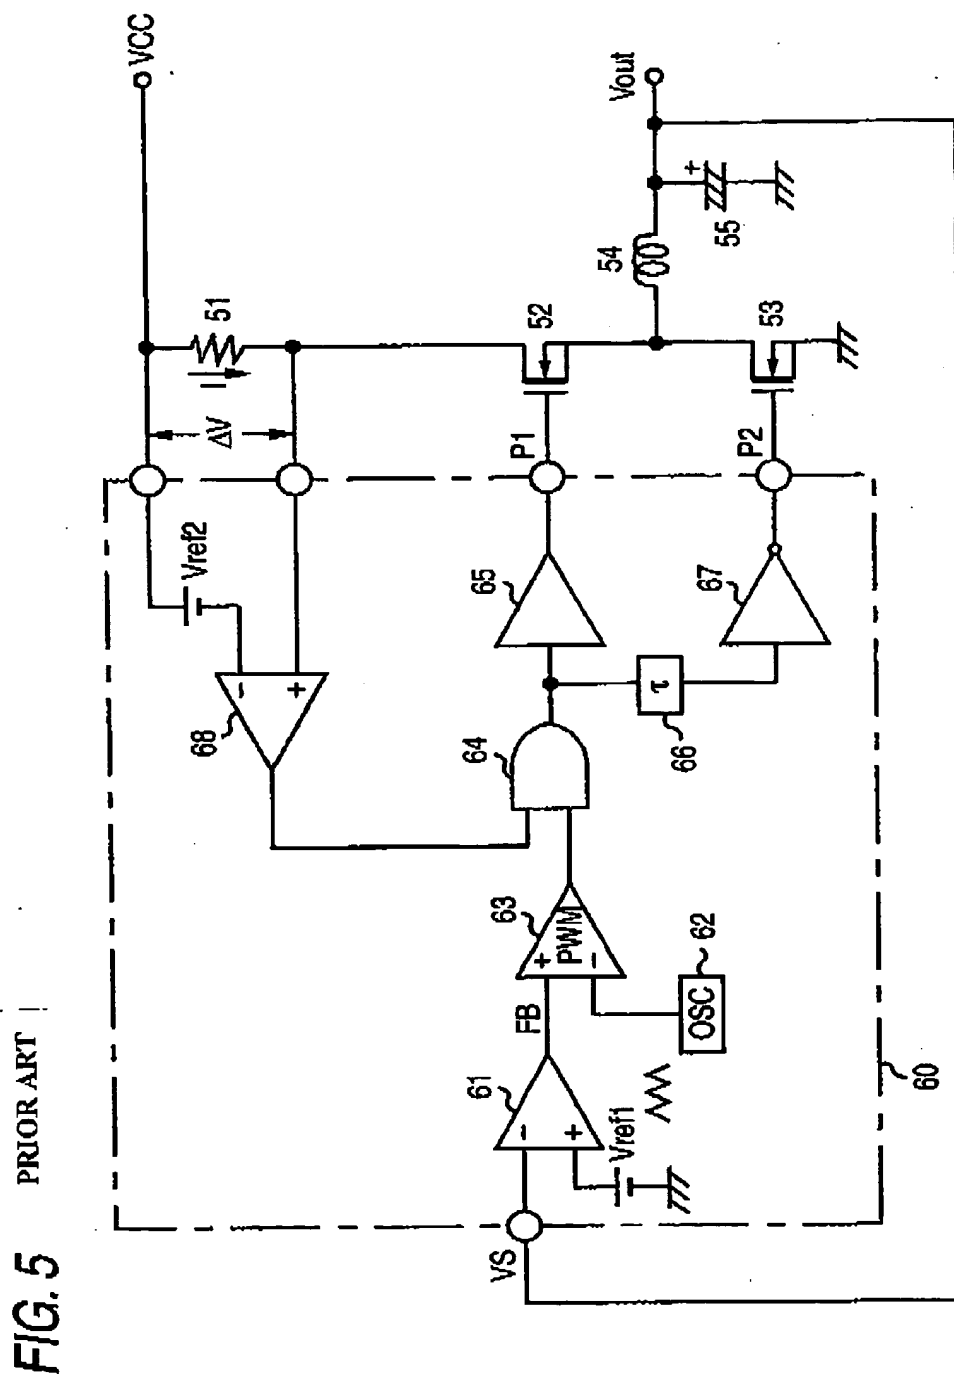 FIG. 5
PRIOR ART
VCC
51
I
ΔV
Vref2
68
-
+
Vout
+
55
54
52
53
P1
P2
65
67
64
τ
66
63
PWM
+
-
FB
62
OSC
61
-
+
Vref1
VS
60